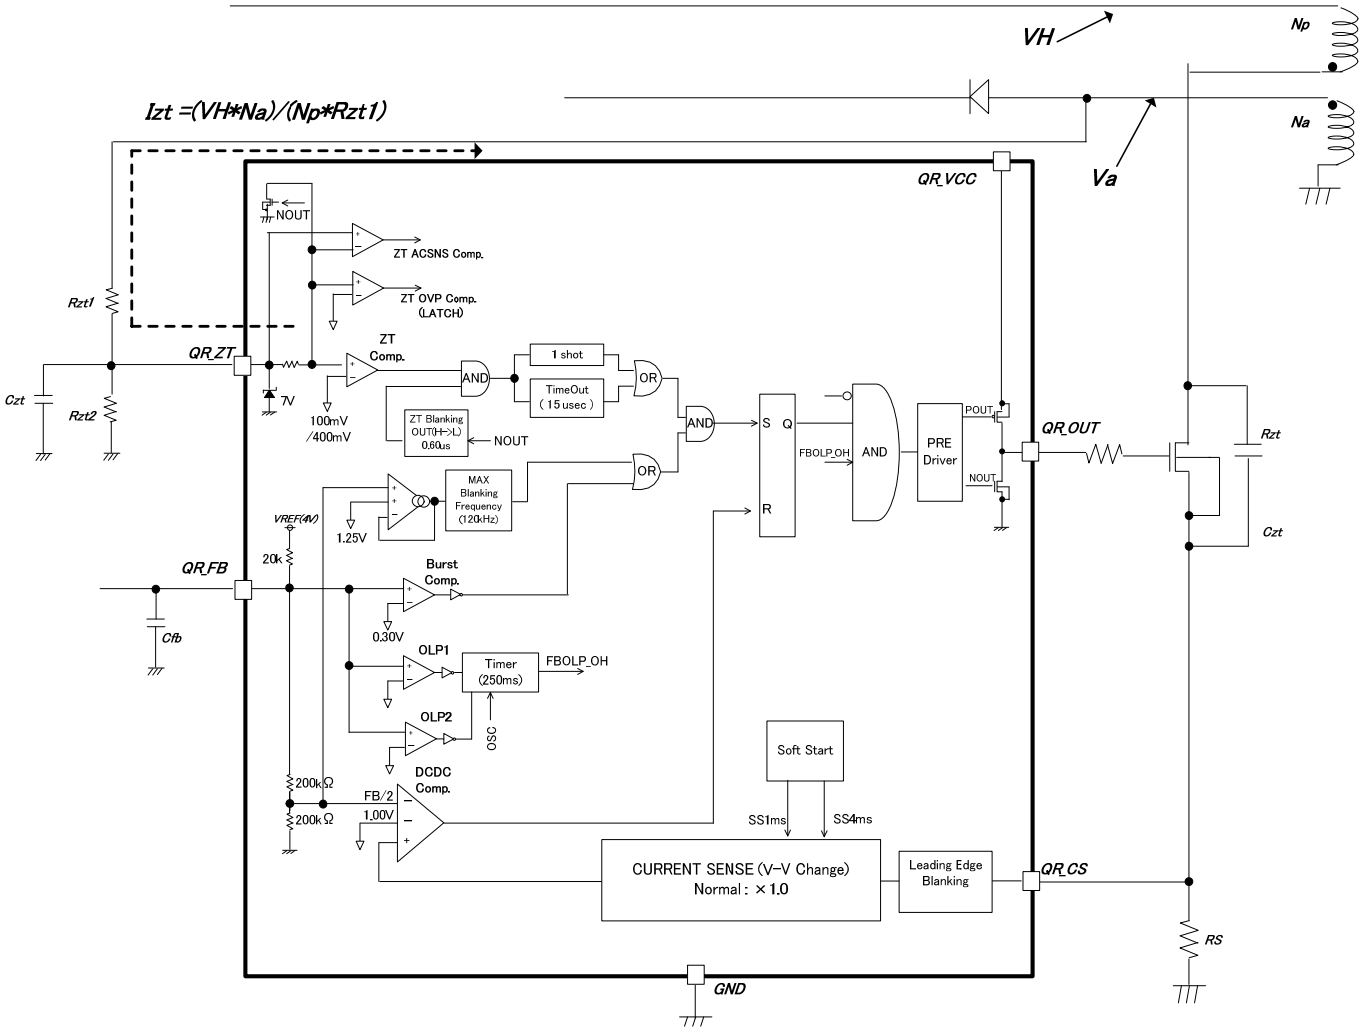 Np
VH
Izt =(VH*Na)/(Np*Rzt1)
Na
Va
QR_VCC
NOUT
ZT ACSNS Comp.
ZT OVP Comp.
(LATCH)
Rzt1
QR_ZT
ZT
Comp.
1 shot
AND
OR
TimeOut
( 15 usec )
Czt
Rzt2
7V
100mV
/400mV
ZT Blanking
OUT(H->L)
0.60us
NOUT
AND
S Q
R
FBOLP_OH
AND
PRE
Driver
POUT
NOUT
QR_OUT
Rzt
Czt
OR
MAX
Blanking
Frequency
(120kHz)
1.25V
VREF(4V)
20k
QR_FB
Burst
Comp.
0.30V
Cfb
OLP1
Timer
(250ms)
FBOLP_OH
OLP2
OSC
Soft Start
DCDC
Comp.
200kΩ
FB/2
1.00V
200kΩ
SS1ms
SS4ms
CURRENT SENSE (V-V Change)
Normal : ×1.0
Leading Edge
Blanking
QR_CS
RS
GND